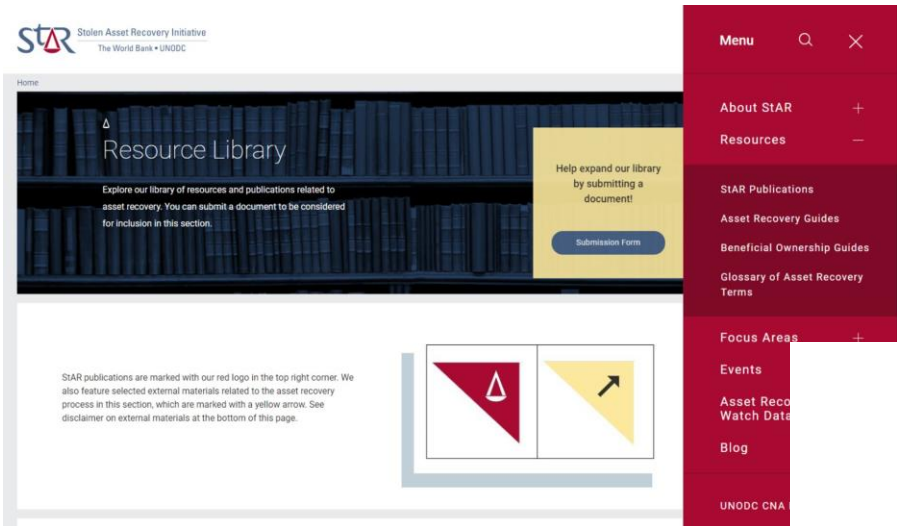 StAR
Stolen Asset Recovery Initiative
The World Bank • UNODC
Home
Resource Library
Explore our library of resources and publications related to
asset recovery. You can submit a document to be considered
for inclusion in this section.
Help expand our library
by submitting a
document!
Submission Form
StAR publications are marked with our red logo in the top right corner. We
also feature selected external materials related to the asset recovery
process in this section, which are marked with a yellow arrow. See
disclaimer on external materials at the bottom of this page.
Menu
About StAR
Resources
StAR Publications
Asset Recovery Guides
Beneficial Ownership Guides
Glossary of Asset Recovery
Terms
Focus Areas
Events
Asset Reco
Watch Data
Blog
UNODC CNA